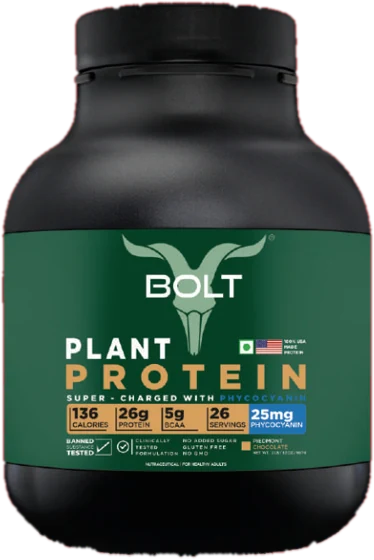 BOLT
®
PLANT
PROTEIN
100% USA
MADE
PROTEIN
SUPER - CHARGED WITH PHYCOCYANIN
136
CALORIES
26g
PROTEIN
5g
BCAA
26
SERVINGS
25mg
PHYCOCYANIN
BANNED
SUBSTANCE
TESTED
CLINICALLY
TESTED
FORMULATION
NO ADDED SUGAR
GLUTEN FREE
NO GMO
PIEDMONT
CHOCOLATE
NUTRACEUTICAL | FOR HEALTHY ADULTS